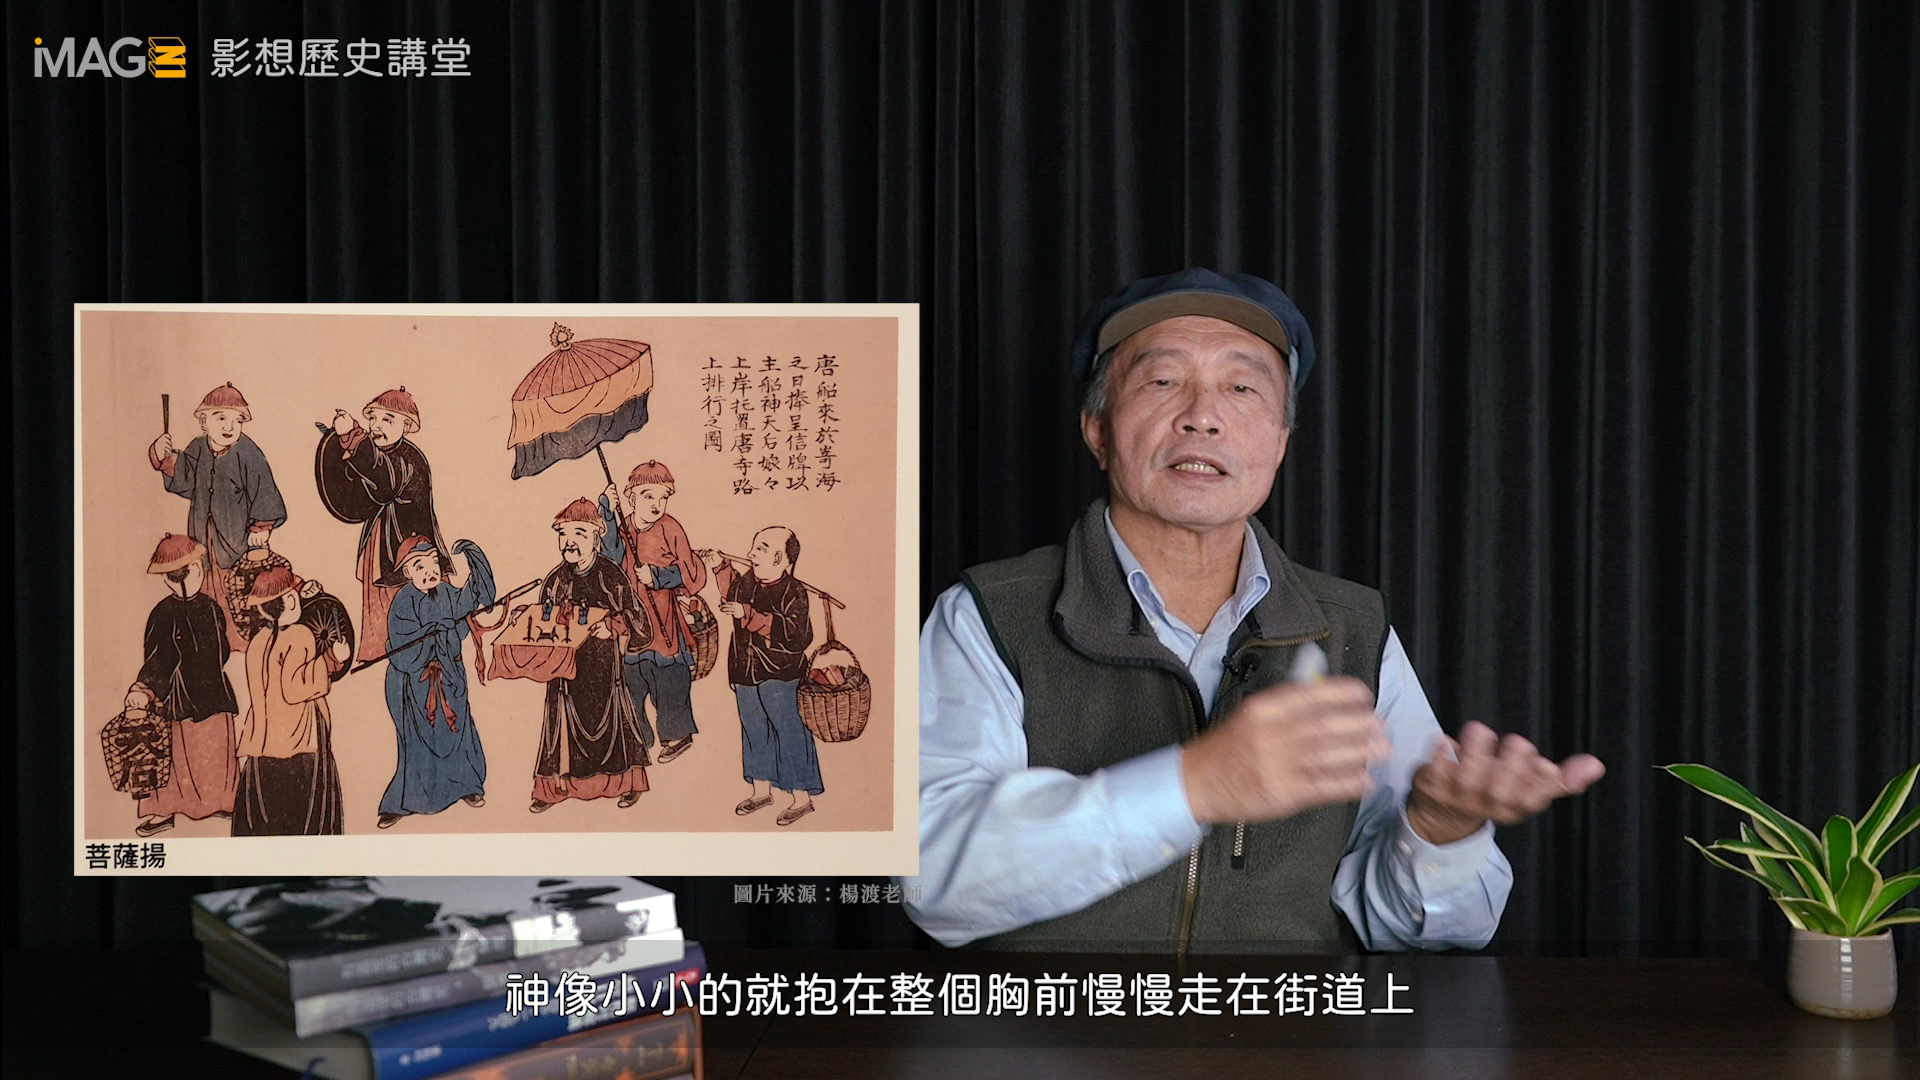 iMAGE 影想歷史講堂
唐船來於嵜海
之日捧呈信牌玖
主船神天后娘々
上岸托置唐寺路
上排行之圖
天后
菩薩揚
圖片來源：楊渡老師
神像小小的就抱在整個胸前慢慢走在街道上